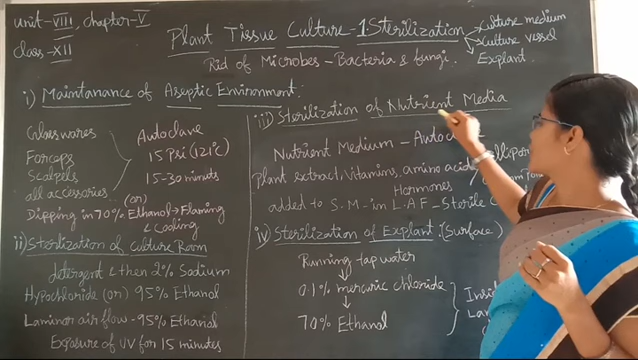 unit-VIII, chapter-V
class-XII
Plant Tissue Culture-1 Sterilization
Culture medium
Culture vessel
Explant.
Rid of Microbes - Bacteria & fungi.
i) Maintanance of Aseptic Environment:
Glasswares
Forceps
Scalpels
all accessories
Autoclave
15 Psi (121°C)
15-30 minuts
(or)
Dipping in 70% Ethanol → Flaming
& Cooling
ii) Sterilization of Culture Room
detergent & then 2% Sodium
Hypochloride (or) 95% Ethanol
Laminar air flow - 95% Ethanol
Exposure of UV for 15 minutes
iii) Sterilization of Nutrient Media
Nutrient Medium -
Plant extract, Vitamins, amino acid
Hormones
added to S.M - in L.A.F - Sterile
iv) Sterilization of Explant (Surface)
Running tap water
0.1% mercuric chloride
70% Ethanol